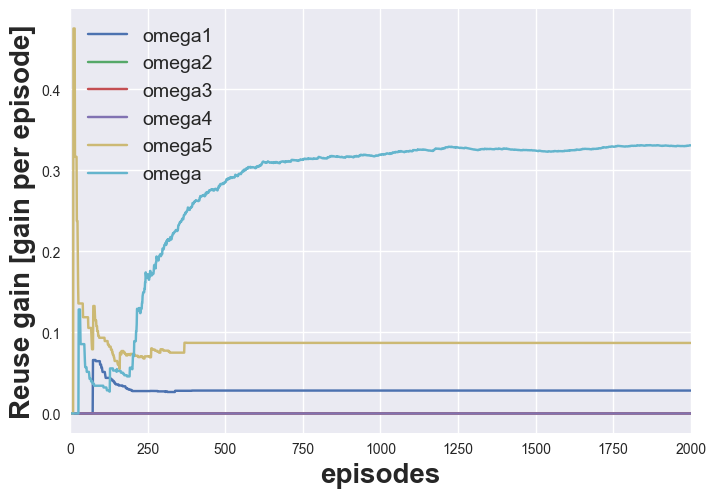 Reuse gain [gain per episode]
omega1
omega2
omega3
omega4
omega5
omega
0.4
0.3
0.2
0.1
0.0
0 250 500 750 1000 1250 1500 1750 2000
episodes